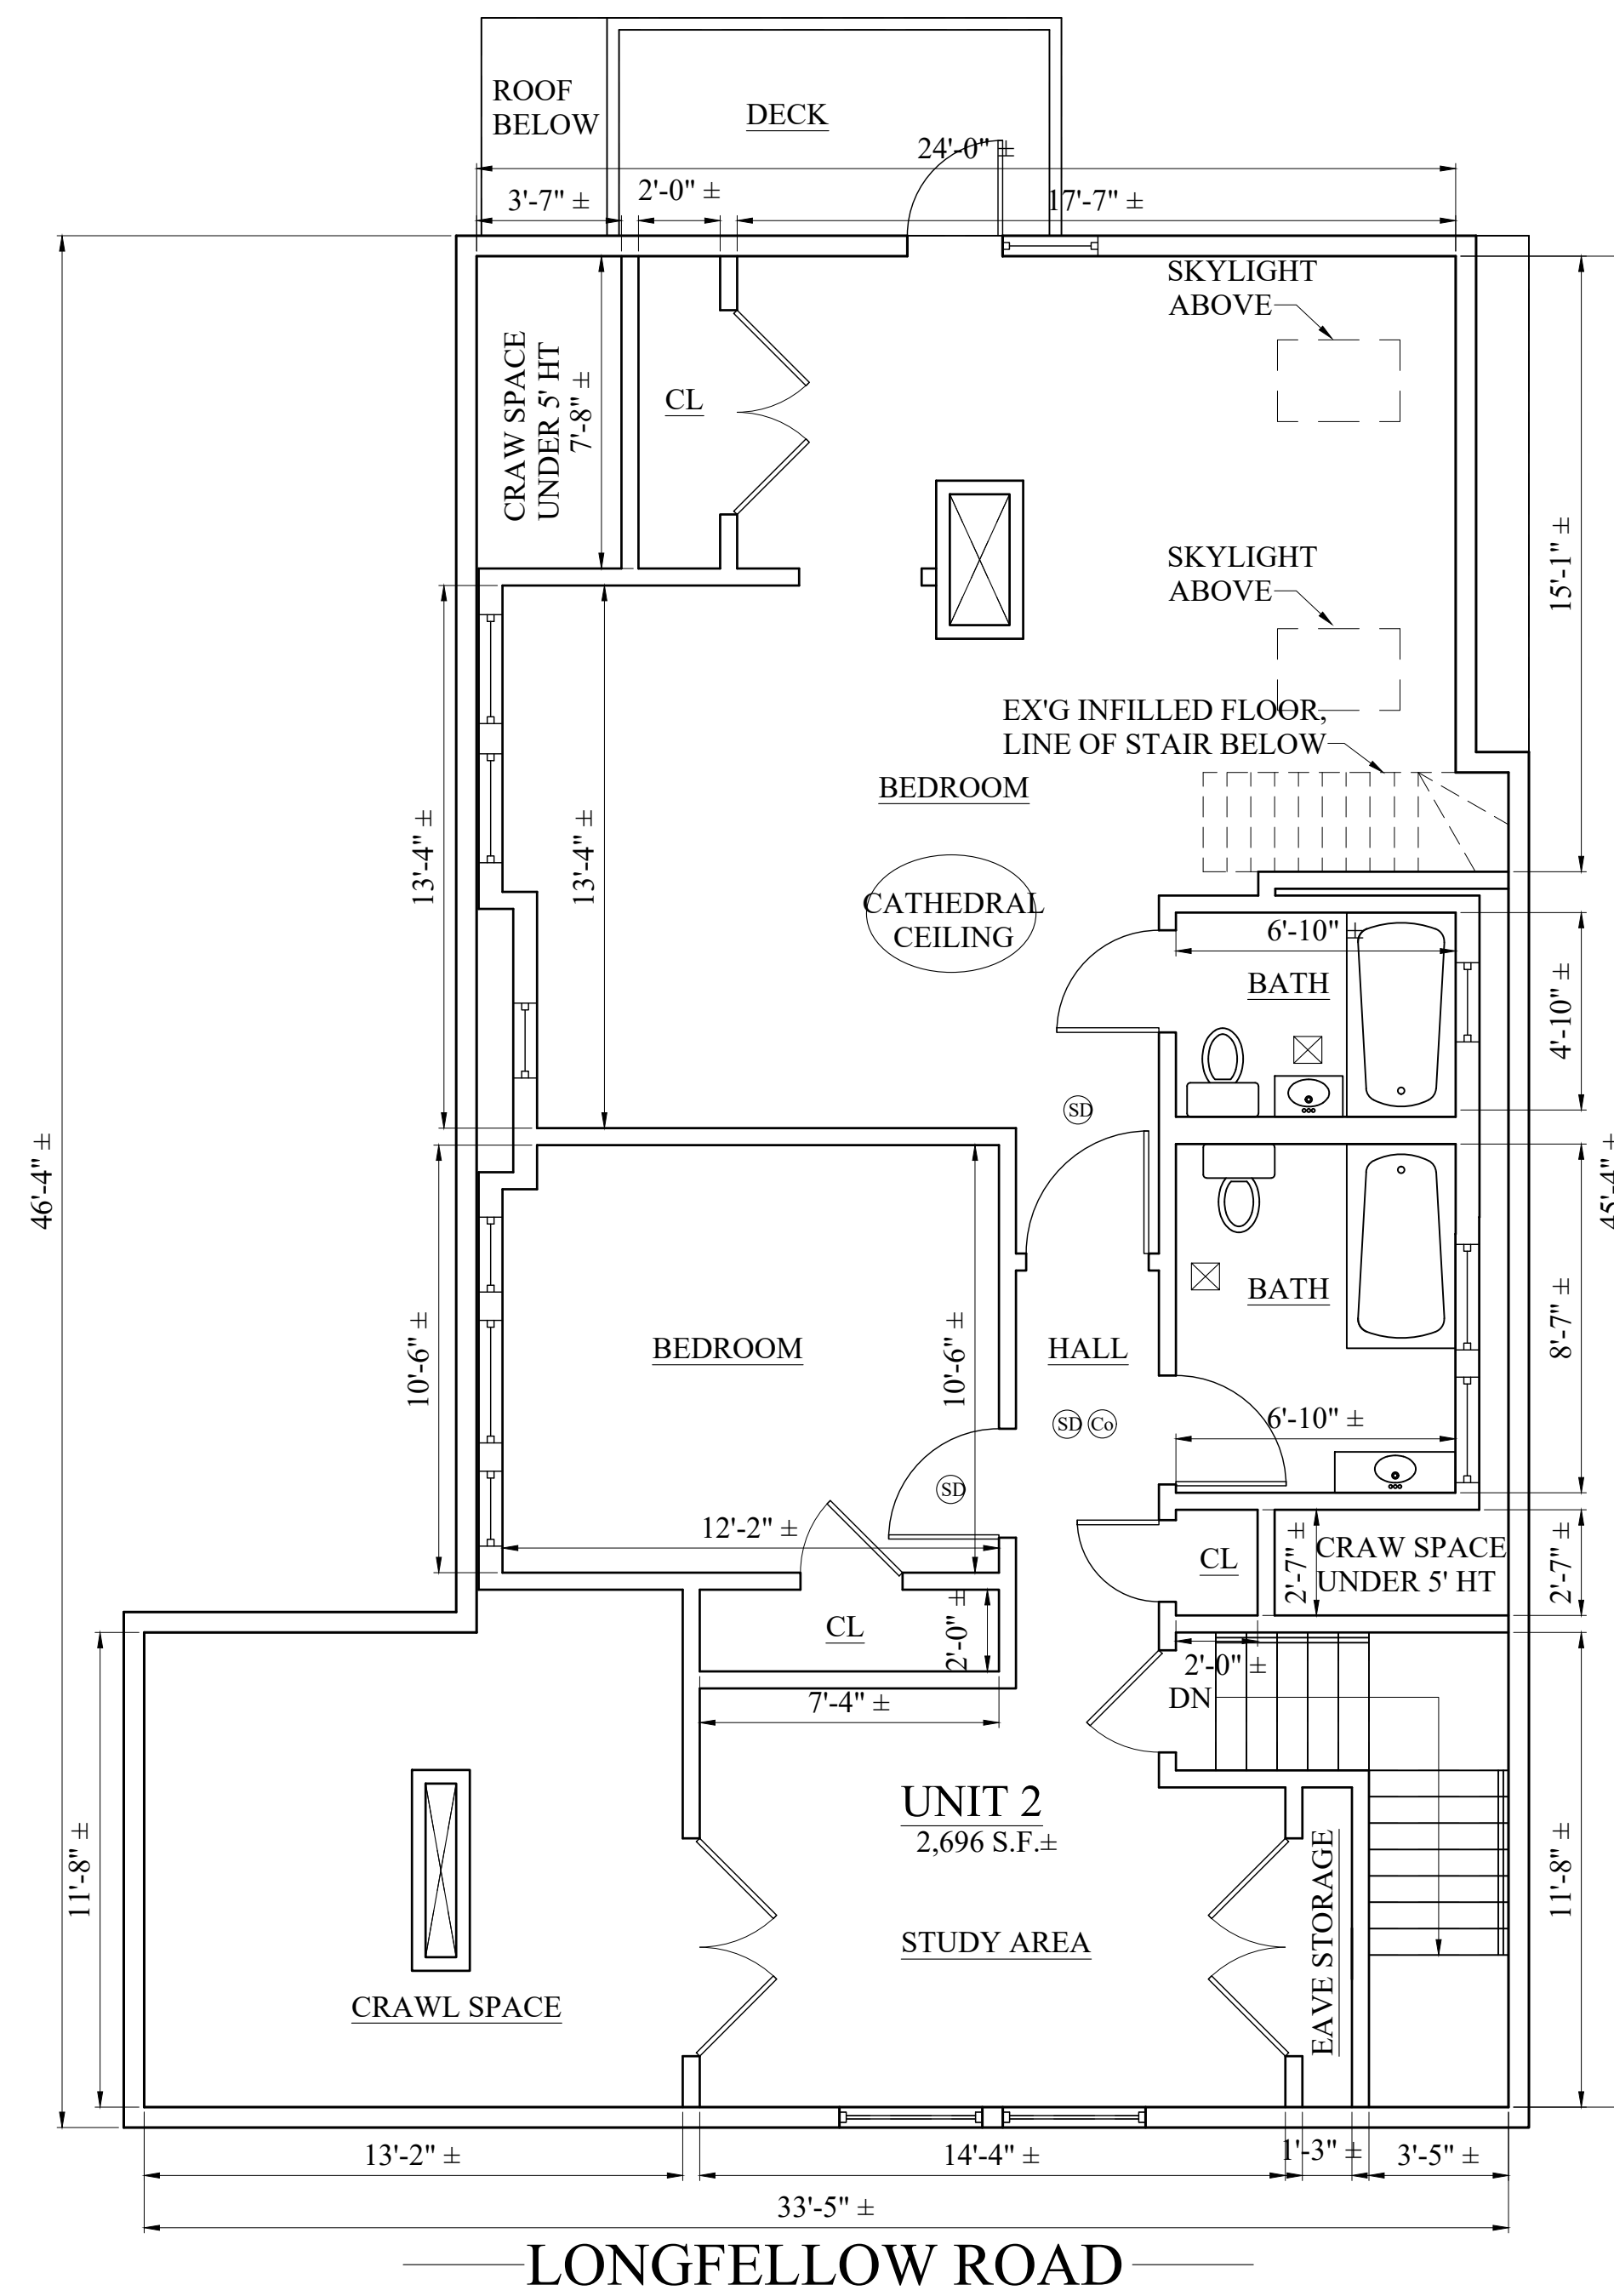 ROOF
BELOW
DECK
24'-0" ±
3'-7" ±
2'-0" ±
17'-7" ±
SKYLIGHT
ABOVE
CRAW SPACE
UNDER 5' HT
7'-8" ±
CL
15'-1" ±
SKYLIGHT
ABOVE
EX'G INFILLED FLOOR,
LINE OF STAIR BELOW
BEDROOM
13'-4" ±
13'-4" ±
CATHEDRAL
CEILING
6'-10" ±
BATH
4'-10" ±
SD
46'-4" ±
45'-4" ±
BATH
8'-7" ±
10'-6" ±
BEDROOM
10'-6" ±
HALL
SD
Co
6'-10" ±
SD
12'-2" ±
CL
2'-7" ±
CRAW SPACE
UNDER 5' HT
2'-7" ±
CL
2'-0" ±
2'-0" ±
DN
7'-4" ±
UNIT 2
2,696 S.F.±
11'-8" ±
11'-8" ±
STUDY AREA
EAVE STORAGE
CRAWL SPACE
13'-2" ±
14'-4" ±
1'-3" ±
3'-5" ±
33'-5" ±
LONGFELLOW ROAD